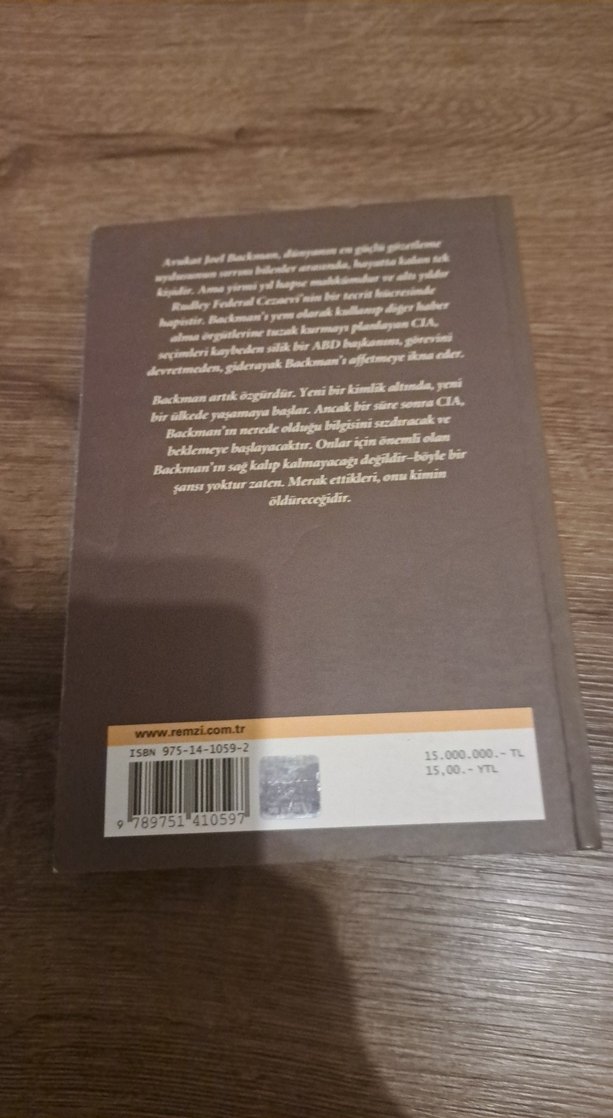 Avukat Joel Backman, dünyanın en güçlü gözetleme
uydusunun sırrını bilenler arasında, hayatta kalan tek
kişidir. Ama yirmi yıl hapse mahkûmdur ve altı yıldır
Rudley Federal Cezaevi'nin bir tecrit hücresinde
hapistir. Backman'ı yem olarak kullanıp diğer haber
alma örgütlerine tuzak kurmayı planlayan CIA,
seçimleri kaybeden silik bir ABD başkanını, görevini
devretmeden, giderayak Backman'ı affetmeye ikna eder.
Backman artık özgürdür. Yeni bir kimlik altında, yeni
bir ülkede yaşamaya başlar. Ancak bir süre sonra CIA,
Backman'ın nerede olduğu bilgisini sızdıracak ve
beklemeye başlayacaktır. Onlar için önemli olan
Backman'ın sağ kalıp kalmayacağı değildir–böyle bir
şansı yoktur zaten. Merak ettikleri, onu kimin
öldüreceğidir.
www.remzi.com.tr
ISBN 975-14-1059-2
15.000.000.- TL
15,00.- YTL
9 789751 410597